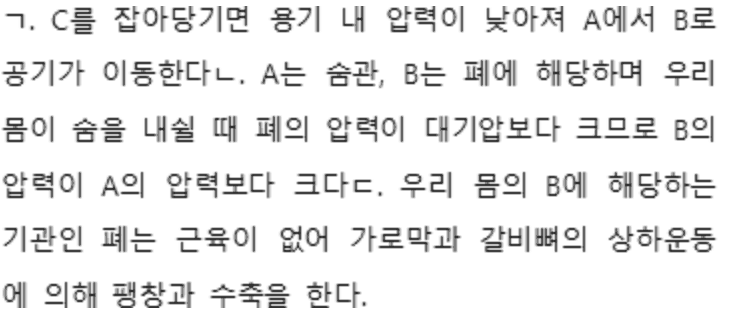 ㄱ. C를 잡아당기면 용기 내 압력이 낮아져 A에서 B로
공기가 이동한다ㄴ. A는 숨관, B는 폐에 해당하며 우리
몸이 숨을 내쉴 때 폐의 압력이 대기압보다 크므로 B의
압력이 A의 압력보다 크다ㄷ. 우리 몸의 B에 해당하는
기관인 폐는 근육이 없어 가로막과 갈비뼈의 상하운동
에 의해 팽창과 수축을 한다.